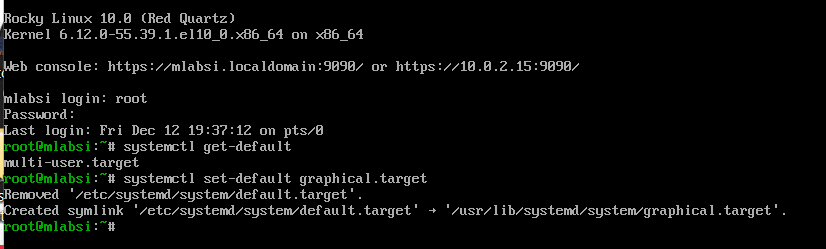 Rocky Linux 10.0 (Red Quartz)
Kernel 6.12.0-55.39.1.el10_0.x86_64 on x86_64
Web console: https://mlabsi.localdomain:9090/ or https://10.0.2.15:9090/
mlabsi login: root
Password:
Last login: Fri Dec 12 19:37:12 on pts/0
root@mlabsi:~# systemctl get-default
multi-user.target
root@mlabsi:~# systemctl set-default graphical.target
Removed '/etc/systemd/system/default.target'.
Created symlink '/etc/systemd/system/default.target' → '/usr/lib/systemd/system/graphical.target'.
root@mlabsi:~#